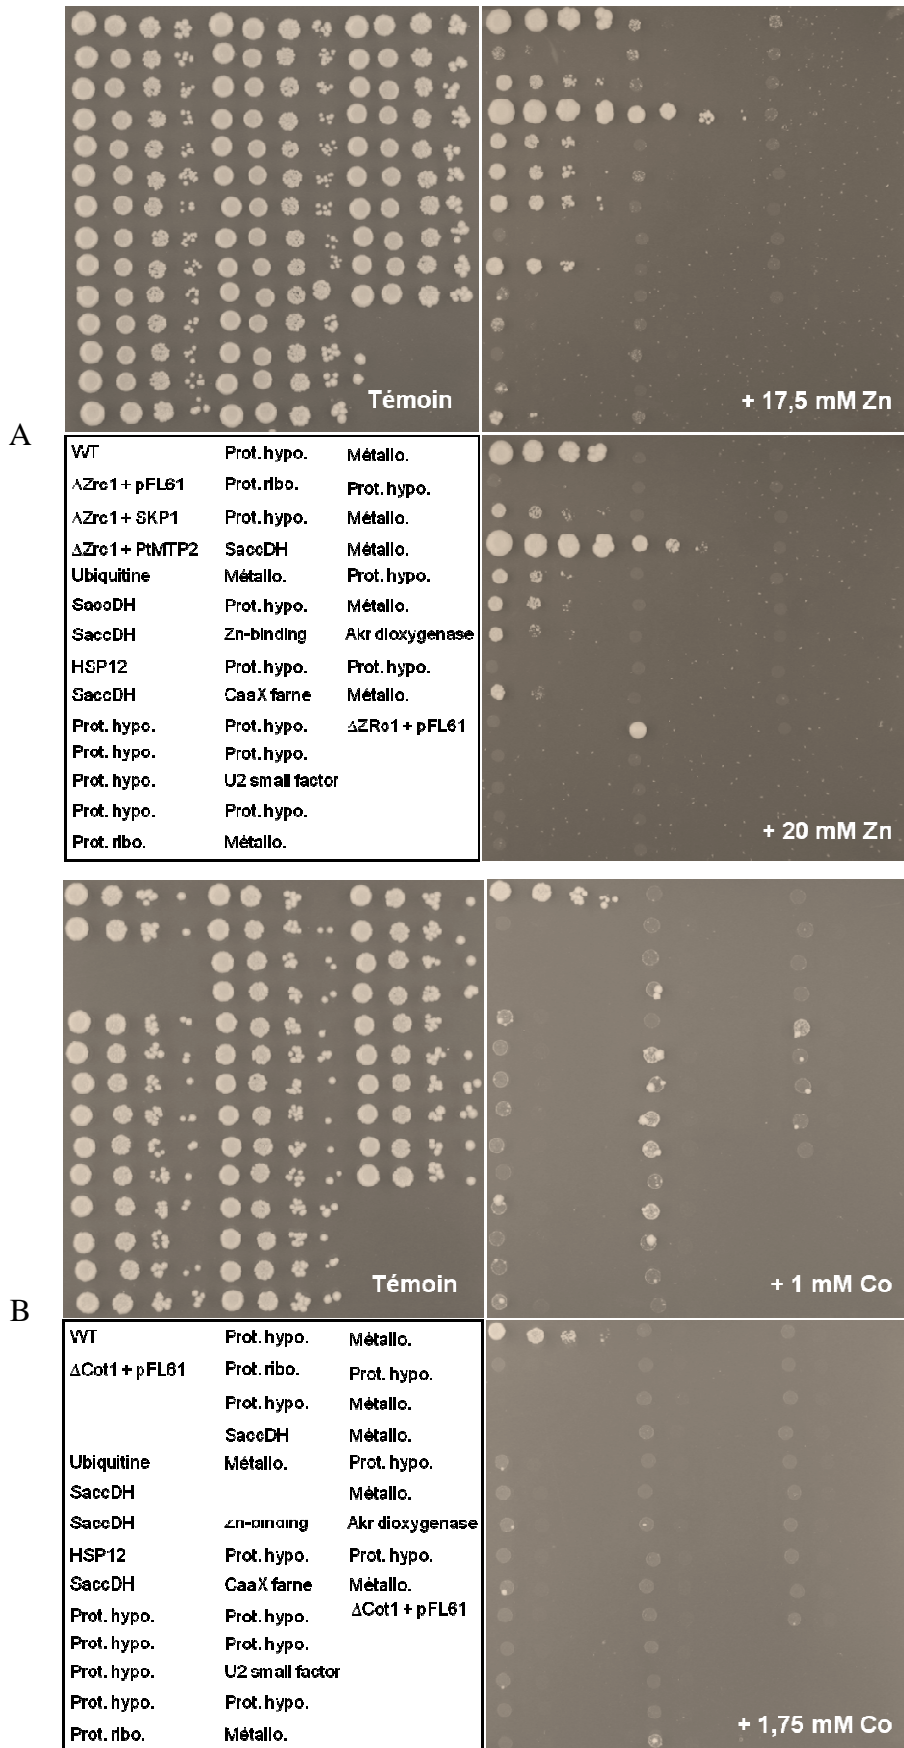 Témoin
+ 17,5 mM Zn
A
WT Prot. hypo. Métallo.
ΔZrc1 + pFL61 Prot. ribo. Prot. hypo.
ΔZrc1 + SKP1 Prot. hypo. Métallo.
ΔZrc1 + PtMTP2 SaccDH Métallo.
Ubiquitine Métallo. Prot. hypo.
SaccDH Prot. hypo. Métallo.
SaccDH Zn-binding Akr dioxygenase
HSP12 Prot. hypo. Prot. hypo.
SaccDH CaaX farne Métallo.
Prot. hypo. Prot. hypo. ΔZRc1 + pFL61
Prot. hypo. Prot. hypo.
Prot. hypo. U2 small factor
Prot. hypo. Prot. hypo.
Prot. ribo. Métallo.
+ 20 mM Zn
Témoin
+ 1 mM Co
B
WT Prot. hypo. Métallo.
ΔCot1 + pFL61 Prot. ribo. Prot. hypo.
Prot. hypo. Métallo.
SaccDH Métallo.
Ubiquitine Métallo. Prot. hypo.
SaccDH Métallo.
SaccDH Zn-binding Akr dioxygenase
HSP12 Prot. hypo. Prot. hypo.
SaccDH CaaX farne Métallo.
Prot. hypo. Prot. hypo. ΔCot1 + pFL61
Prot. hypo. Prot. hypo.
Prot. hypo. U2 small factor
Prot. hypo. Prot. hypo.
Prot. ribo. Métallo.
+ 1,75 mM Co